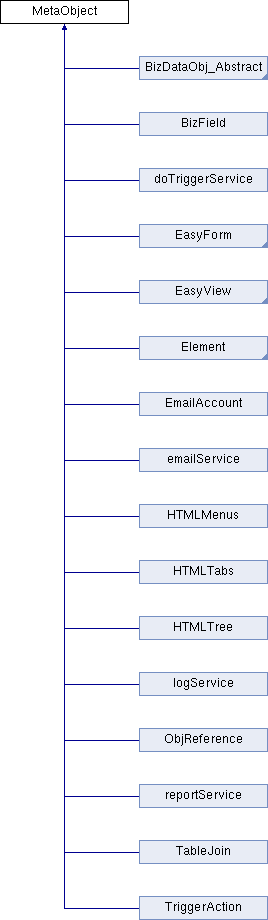 MetaObject
BizDataObj_Abstract
BizField
doTriggerService
EasyForm
EasyView
Element
EmailAccount
emailService
HTMLMenus
HTMLTabs
HTMLTree
logService
ObjReference
reportService
TableJoin
TriggerAction